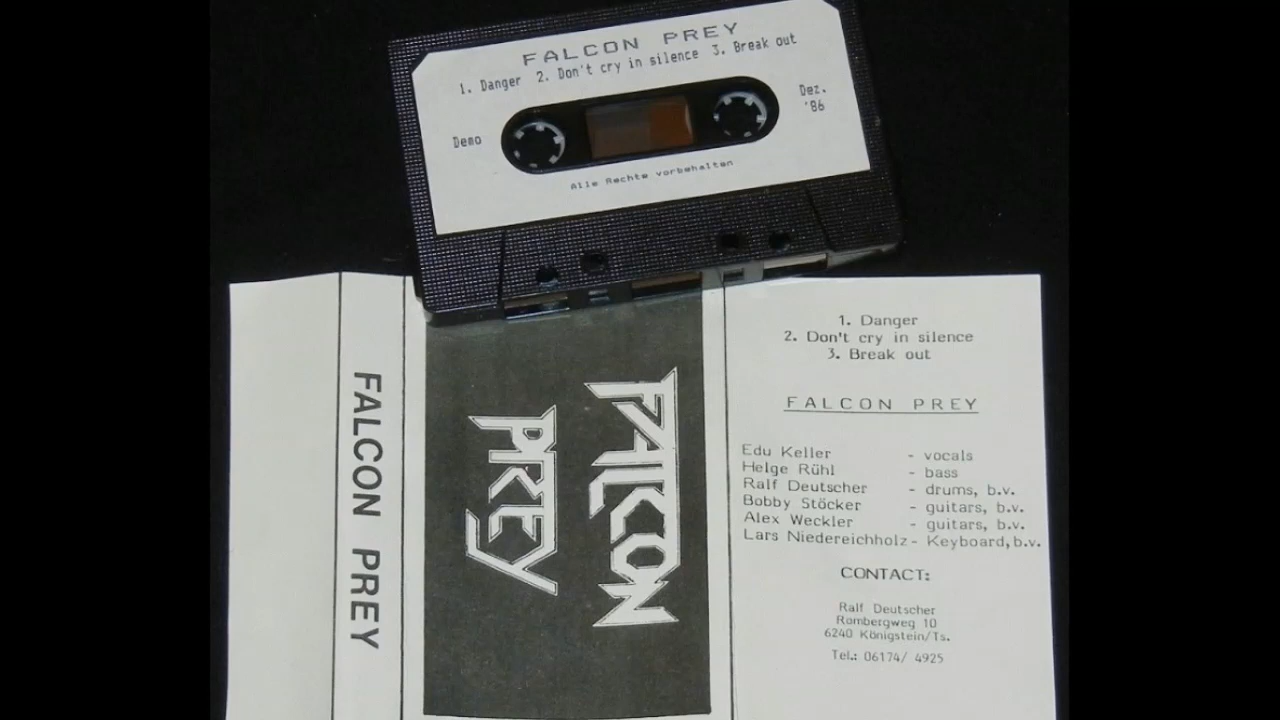 FALCON PREY
1. Danger 2. Don't cry in silence 3. Break out
Demo
Dez.
'86
Alle Rechte vorbehalten
FALCON PREY
FALCON
PREY
1. Danger
2. Don't cry in silence
3. Break out
FALCON PREY
Edu Keller - vocals
Helge Rühl - bass
Ralf Deutscher - drums, b.v.
Bobby Stöcker - guitars, b.v.
Alex Weckler - guitars, b.v.
Lars Niedereichholz - Keyboard, b.v.
CONTACT:
Ralf Deutscher
Rombergweg 10
6240 Königstein/Ts.
Tel.: 06174/ 4925